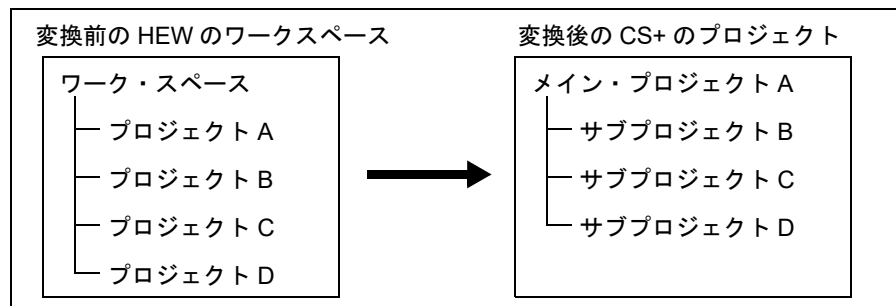 変換前の HEW のワークスペース
ワーク・スペース
プロジェクト A
プロジェクト B
プロジェクト C
プロジェクト D
変換後の CS+ のプロジェクト
メイン・プロジェクト A
サブプロジェクト B
サブプロジェクト C
サブプロジェクト D